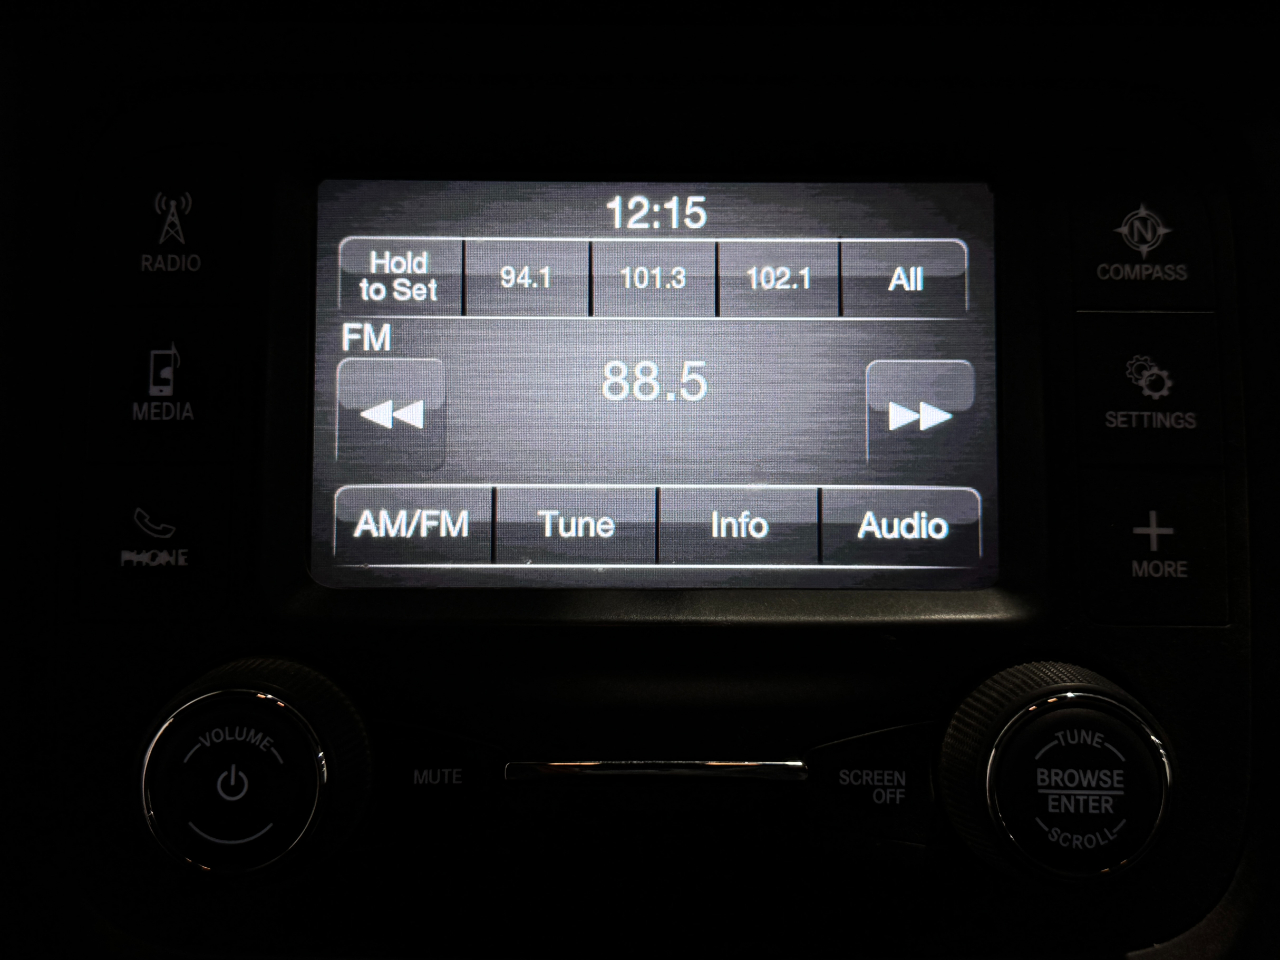 12:15
Hold
to Set
94.1
101.3
102.1
All
FM
88.5
AM/FM
Tune
Info
Audio
RADIO
MEDIA
PHONE
N
COMPASS
SETTINGS
MORE
VOLUME
MUTE
SCREEN
OFF
TUNE
BROWSE
ENTER
SCROLL